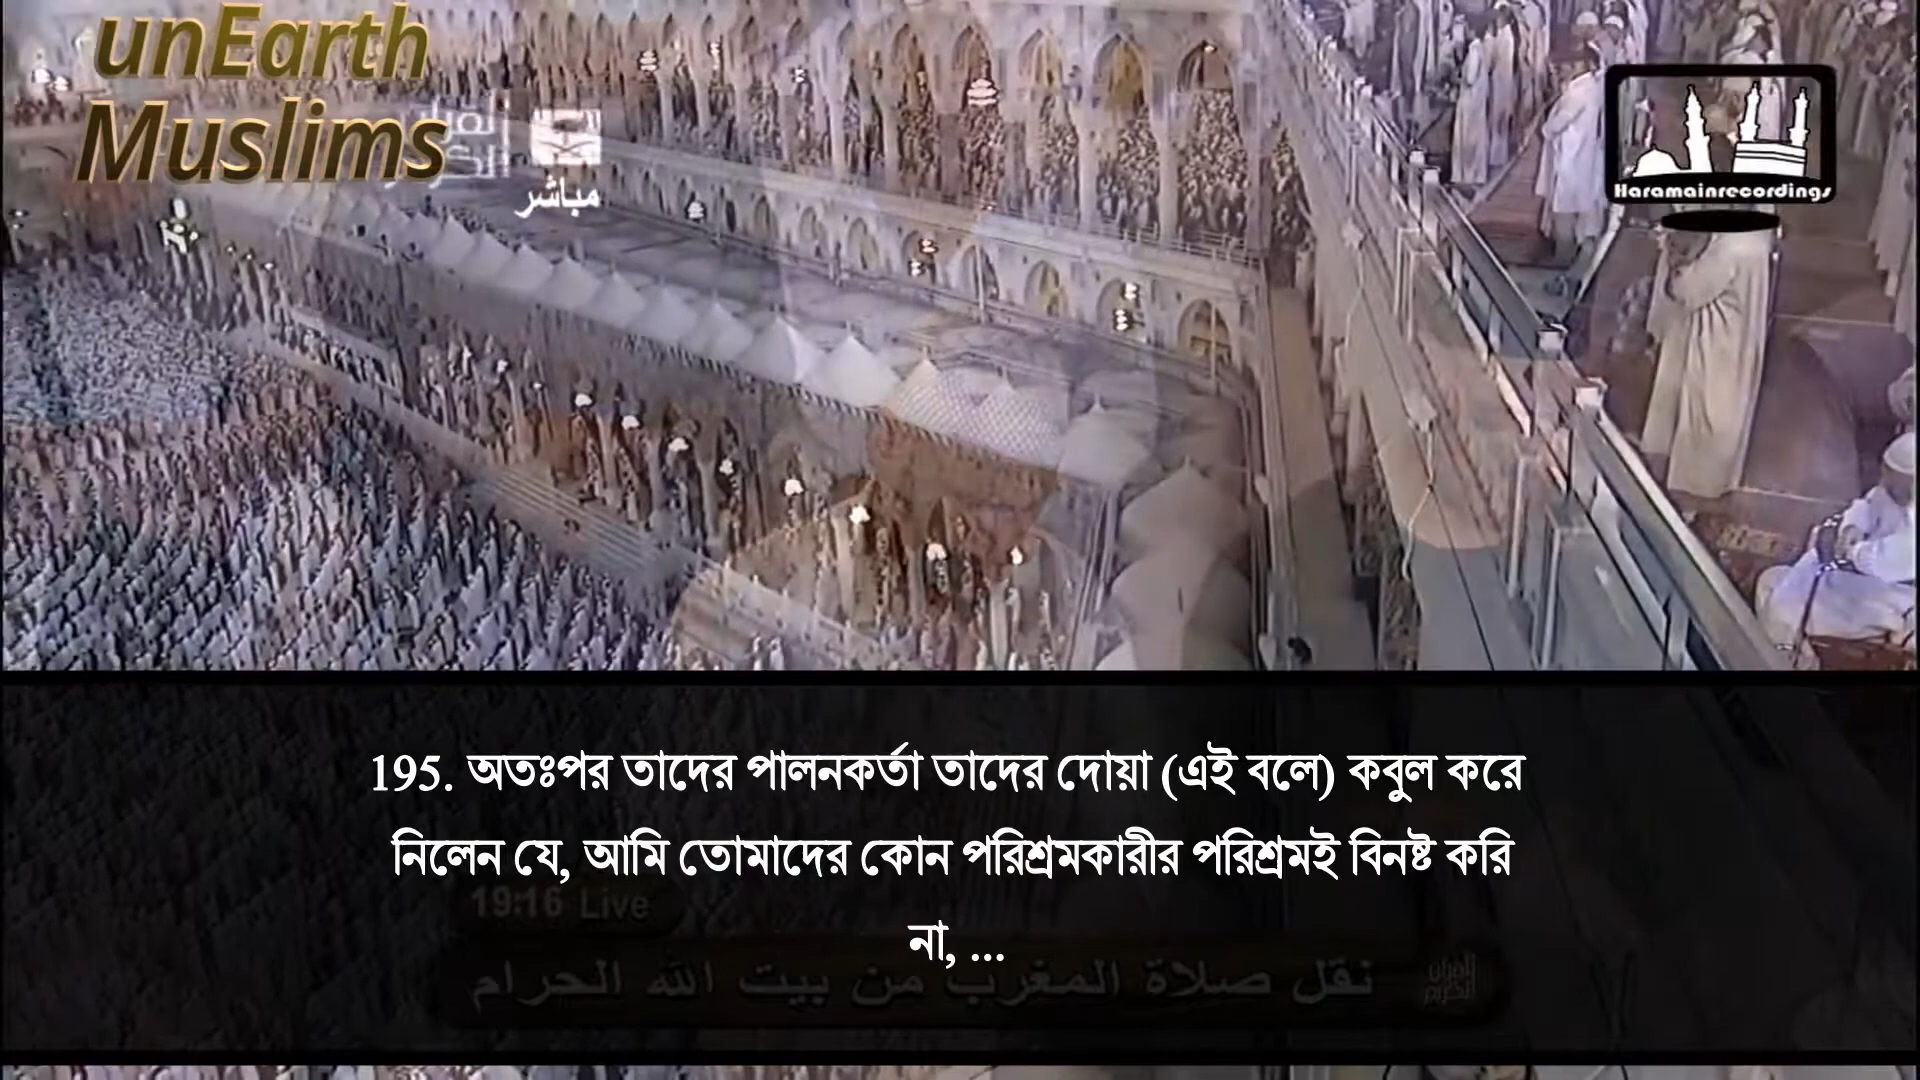 unEarth
Muslims
مباشر
Haramainrecordings
195. অতঃপর তাদের পালনকর্তা তাদের দোয়া (এই বলে) কবুল করে
নিলেন যে, আমি তোমাদের কোন পরিশ্রমকারীর পরিশ্রমই বিনষ্ট করি
না, ...
19:16 Live
نقل صلاة المغرب من بيت الله الحرام